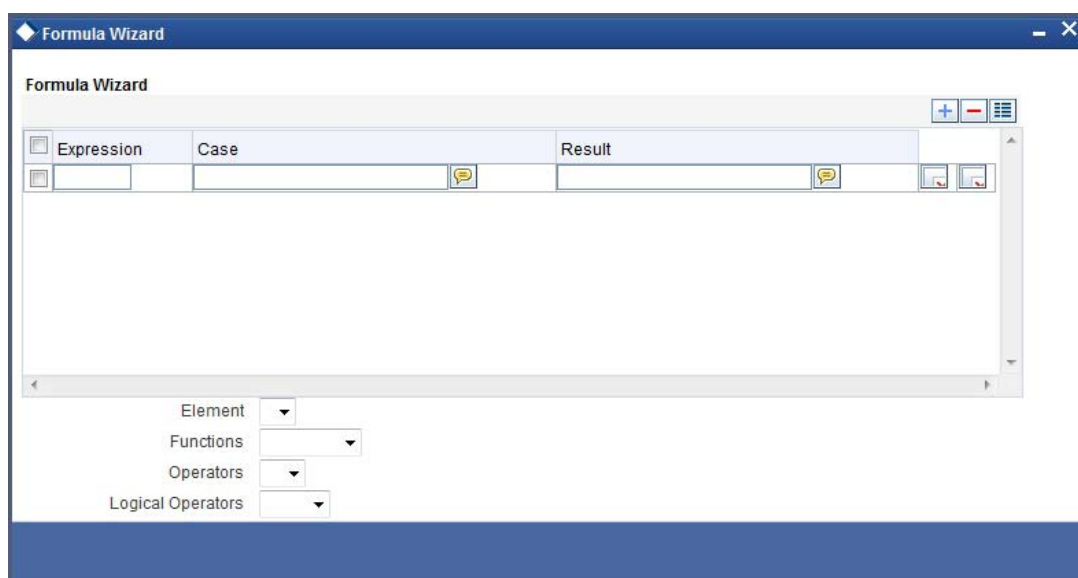 Formula Wizard
Formula Wizard
Expression Case Result
Element
Functions
Operators
Logical Operators